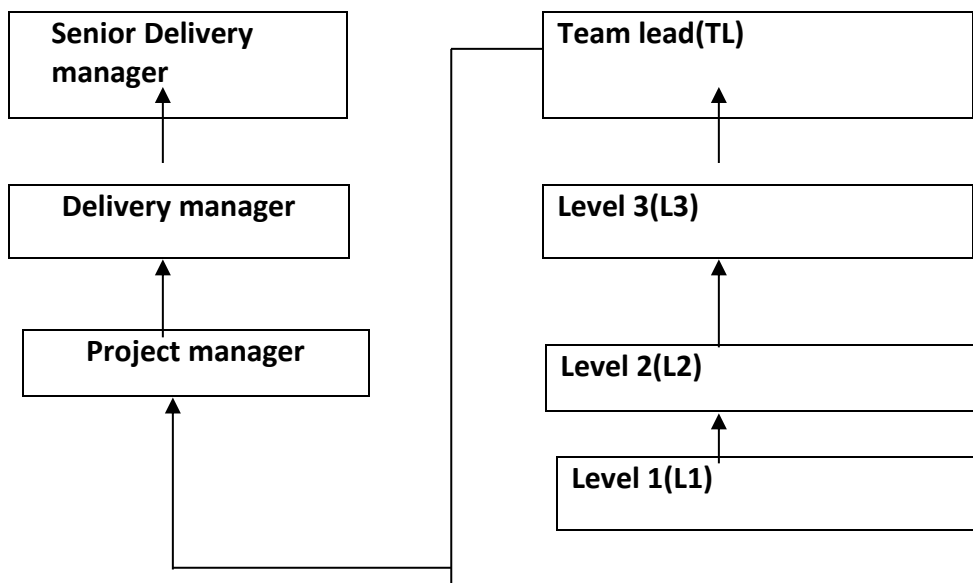 Senior Delivery
manager
Delivery manager
Project manager
Team lead(TL)
Level 3(L3)
Level 2(L2)
Level 1(L1)